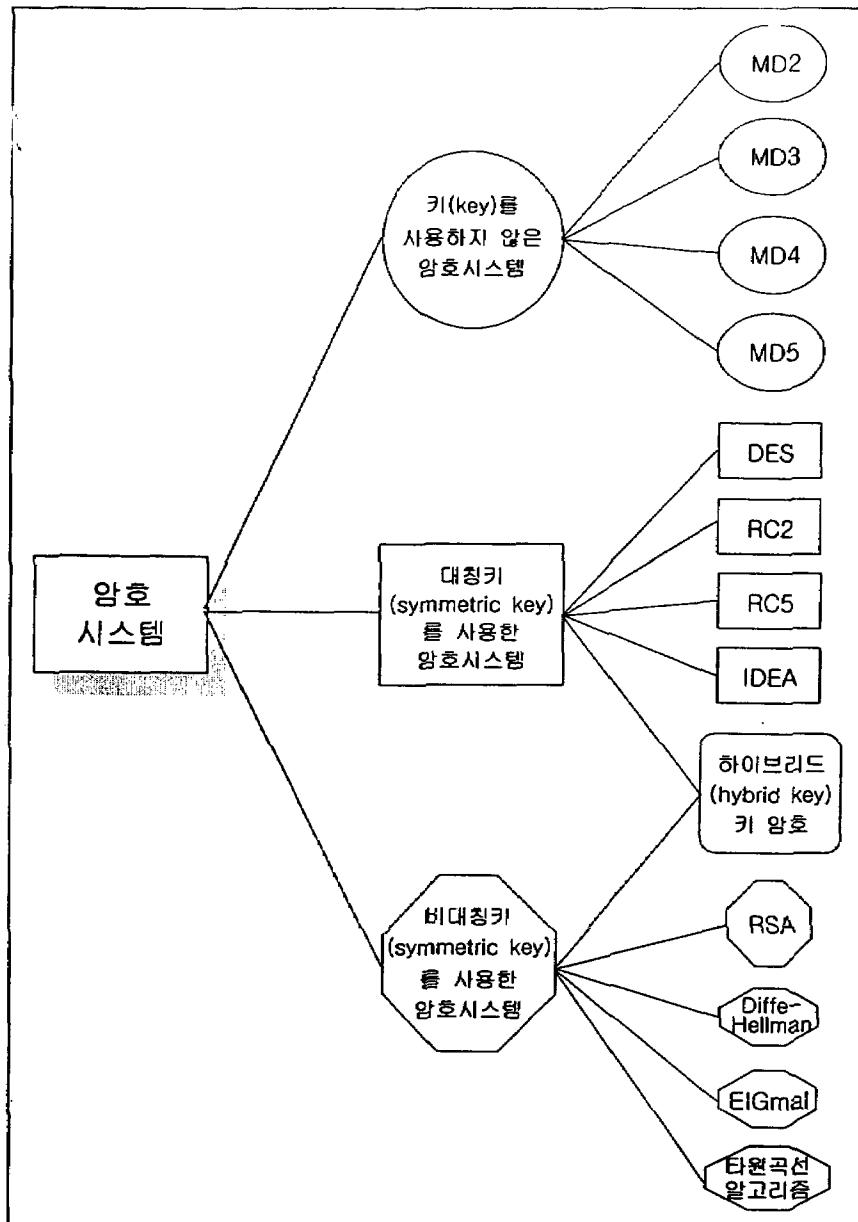 MD2
MD3
키(key)를
사용하지 않은
암호시스템
MD4
MD5
DES
RC2
암호
시스템
대칭키
(symmetric key)
를 사용한
암호시스템
RC5
IDEA
하이브리드
(hybrid key)
키 암호
비대칭키
(symmetric key)
를 사용한
암호시스템
RSA
Diffe-
Hellman
ElGmal
타원곡선
알고리즘